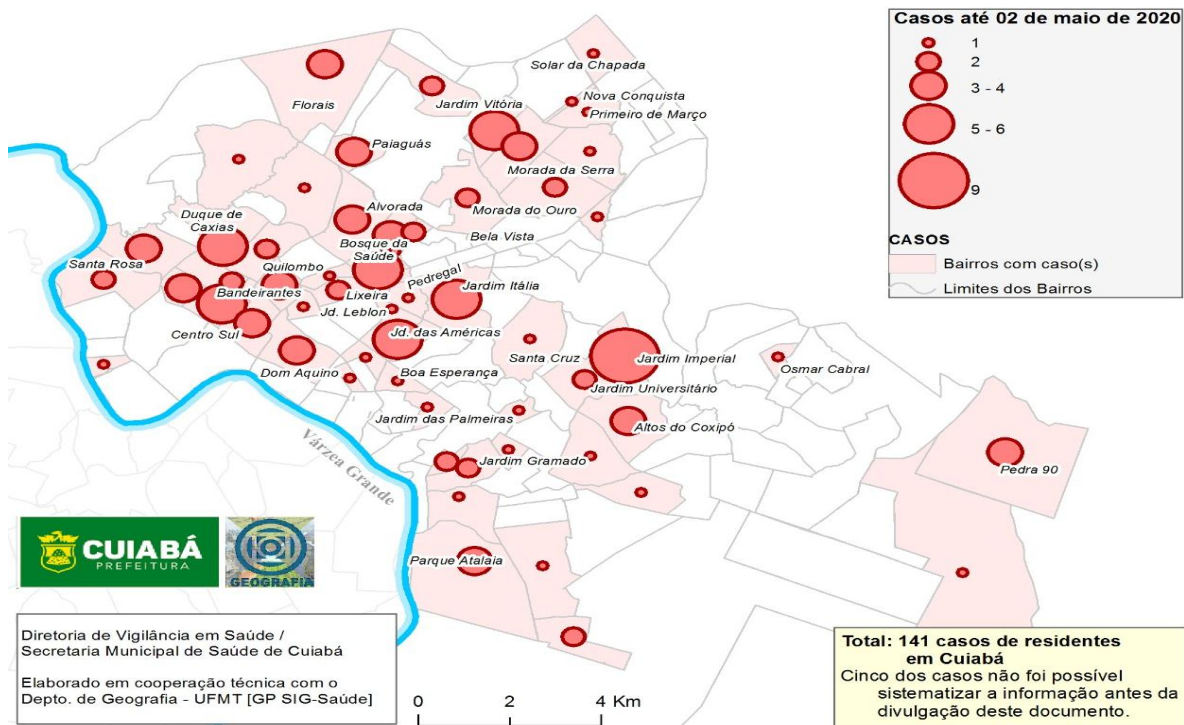 Casos até 02 de maio de 2020
1
2
3 - 4
5 - 6
9
CASOS
Bairros com caso(s)
Limites dos Bairros
Solar da Chapada
Florais
Jardim Vitória
Nova Conquista
Primeiro de Março
Paiaguás
Morada da Serra
Alvorada
Morada do Ouro
Duque de
Caxias
Bosque da
Saúde
Bela Vista
Santa Rosa
Quilombo
Pedregal
Jardim Itália
Bandeirantes
Lixeira
Jd. Leblon
Centro Sul
Jd. das Américas
Santa Cruz
Jardim Imperial
Osmar Cabral
Dom Aquino
Boa Esperança
Jardim Universitário
Jardim das Palmeiras
Altos do Coxipó
Várzea Grande
Jardim Gramado
Pedra 90
Parque Atalaia
CUIABÁ
PREFEITURA
GEOGRAFIA
Diretoria de Vigilância em Saúde /
Secretaria Municipal de Saúde de Cuiabá
Elaborado em cooperação técnica com o
Depto. de Geografia - UFMT [GP SIG-Saúde]
0 2 4 Km
Total: 141 casos de residentes
em Cuiabá
Cinco dos casos não foi possível
sistematizar a informação antes da
divulgação deste documento.